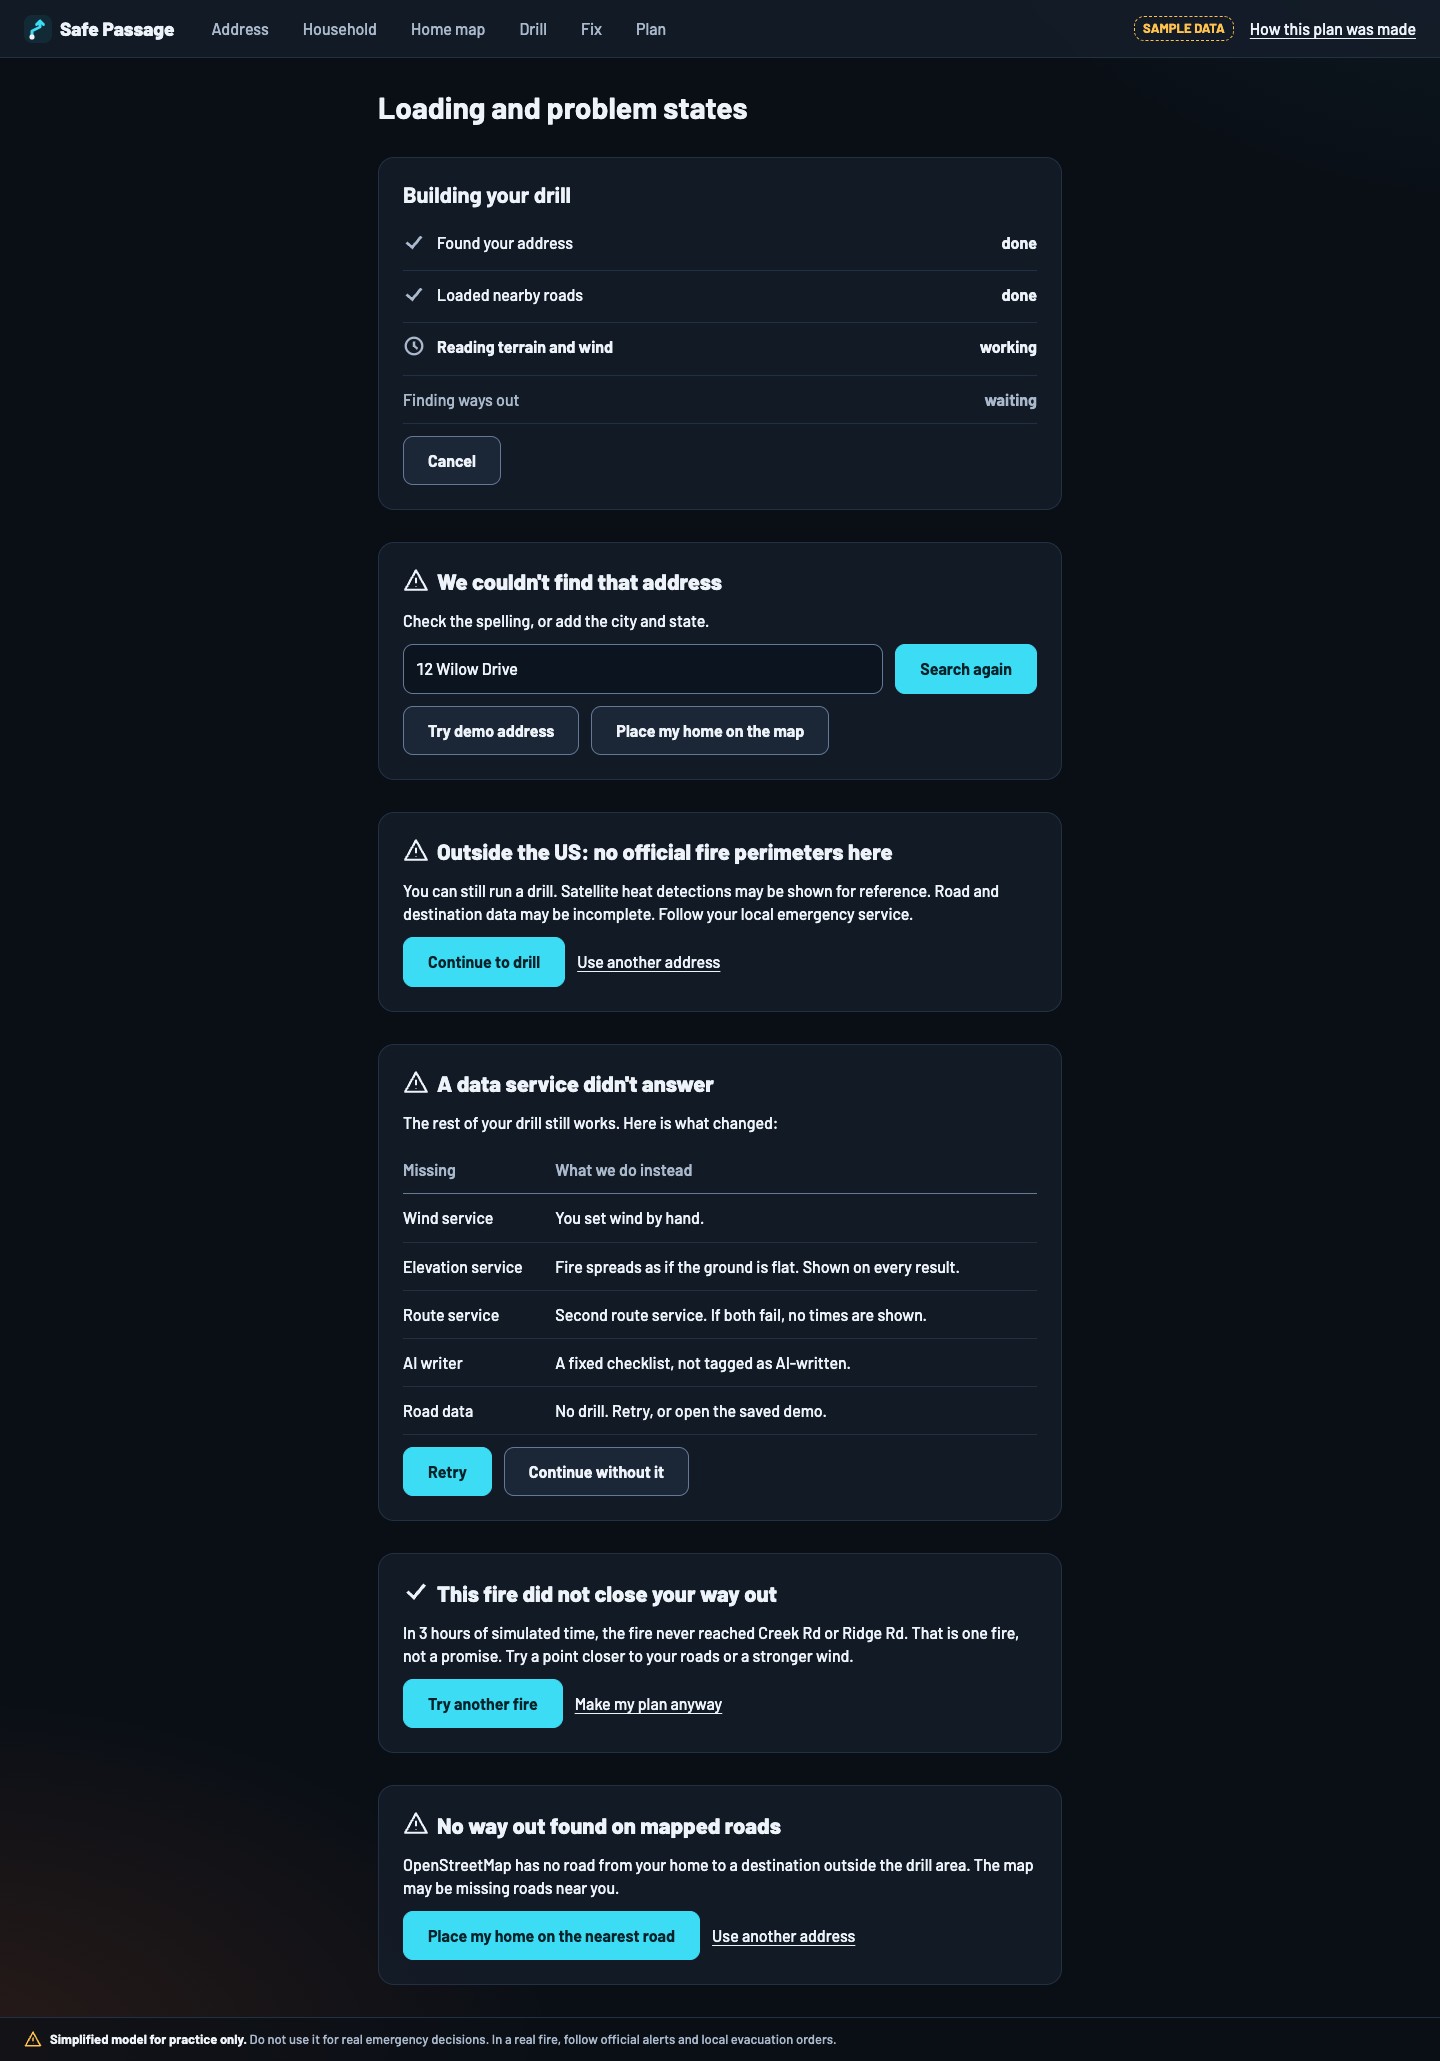 Safe Passage
Address
Household
Home map
Drill
Fix
Plan
SAMPLE DATA
How this plan was made
Loading and problem states
Building your drill
Found your address
done
Loaded nearby roads
done
Reading terrain and wind
working
Finding ways out
waiting
Cancel
We couldn't find that address
Check the spelling, or add the city and state.
12 Wilow Drive
Search again
Try demo address
Place my home on the map
Outside the US: no official fire perimeters here
You can still run a drill. Satellite heat detections may be shown for reference. Road and
destination data may be incomplete. Follow your local emergency service.
Continue to drill
Use another address
A data service didn't answer
The rest of your drill still works. Here is what changed:
Missing
What we do instead
Wind service
You set wind by hand.
Elevation service
Fire spreads as if the ground is flat. Shown on every result.
Route service
Second route service. If both fail, no times are shown.
AI writer
A fixed checklist, not tagged as AI-written.
Road data
No drill. Retry, or open the saved demo.
Retry
Continue without it
This fire did not close your way out
In 3 hours of simulated time, the fire never reached Creek Rd or Ridge Rd. That is one fire,
not a promise. Try a point closer to your roads or a stronger wind.
Try another fire
Make my plan anyway
No way out found on mapped roads
OpenStreetMap has no road from your home to a destination outside the drill area. The map
may be missing roads near you.
Place my home on the nearest road
Use another address
Simplified model for practice only. Do not use it for real emergency decisions. In a real fire, follow official alerts and local evacuation orders.